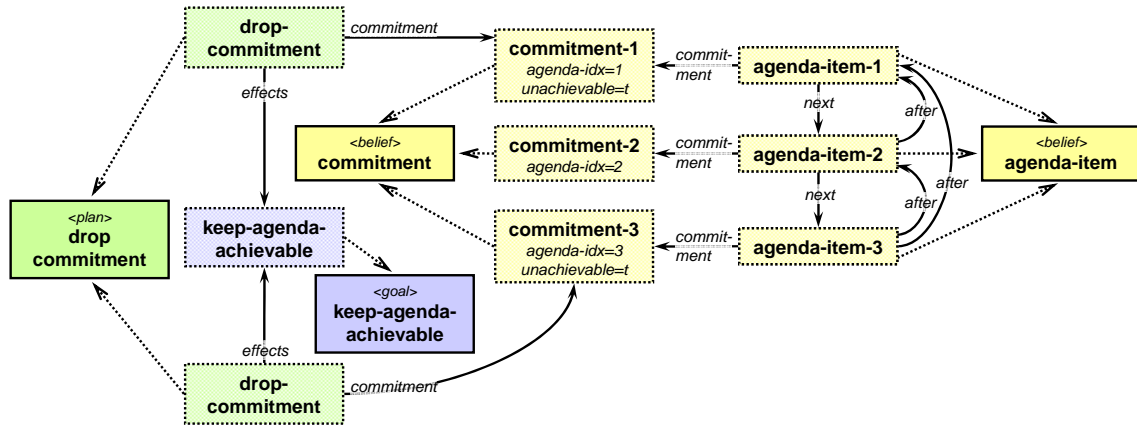 drop-
commitment
commitment
effects
commitment-1
agenda-idx=1
unachievable=t
commit-
ment
agenda-item-1
next
after
<belief>
commitment
commitment-2
agenda-idx=2
commit-
ment
agenda-item-2
next
after
after
<belief>
agenda-item
<plan>
drop
commitment
keep-agenda-
achievable
commitment-3
agenda-idx=3
unachievable=t
commit-
ment
agenda-item-3
<goal>
keep-agenda-
achievable
effects
drop-
commitment
commitment